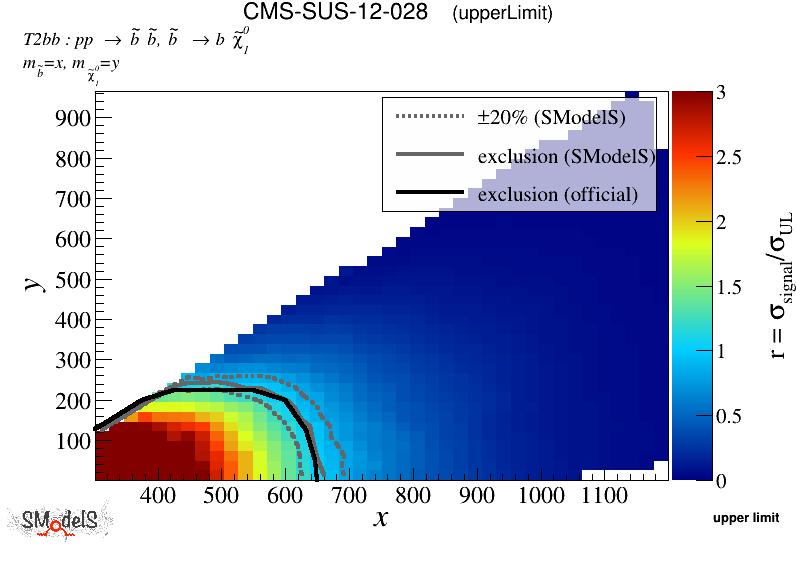 CMS-SUS-12-028 (upperLimit)
T2bb : pp → b̃ b̃, b̃ → b χ̃₁⁰
m_b̃=x, m_χ̃₁⁰=y
±20% (SModelS)
exclusion (SModelS)
exclusion (official)
900
800
700
600
500
400
300
200
100
y
400 500 600 700 800 900 1000 1100
x
3
2.5
2
1.5
1
0.5
0
r = σ_signal/σ_UL
SModelS
upper limit